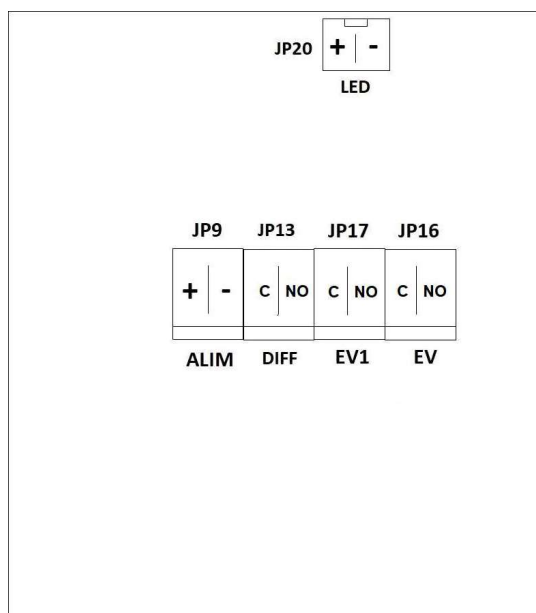 JP20 + -
LED
JP9 JP13 JP17 JP16
+ - C NO C NO C NO
ALIM DIFF EV1 EV